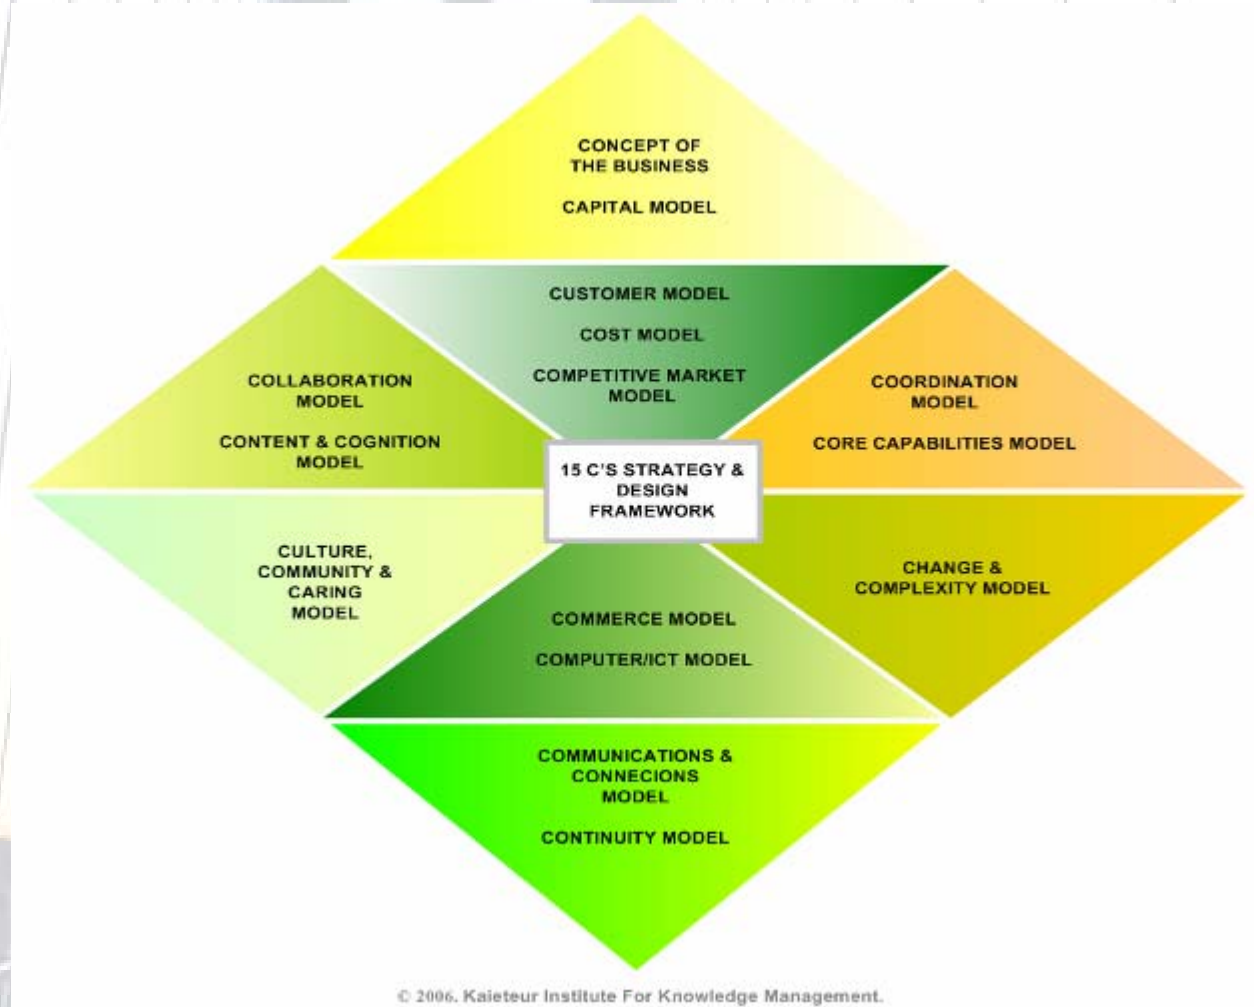 CONCEPT OF
THE BUSINESS
CAPITAL MODEL
CUSTOMER MODEL
COST MODEL
COMPETITIVE MARKET
MODEL
COLLABORATION
MODEL
CONTENT & COGNITION
MODEL
COORDINATION
MODEL
CORE CAPABILITIES MODEL
15 C'S STRATEGY &
DESIGN
FRAMEWORK
CULTURE,
COMMUNITY &
CARING
MODEL
CHANGE &
COMPLEXITY MODEL
COMMERCE MODEL
COMPUTER/ICT MODEL
COMMUNICATIONS &
CONNECIONS
MODEL
CONTINUITY MODEL
© 2006. Kaieteur Institute For Knowledge Management.